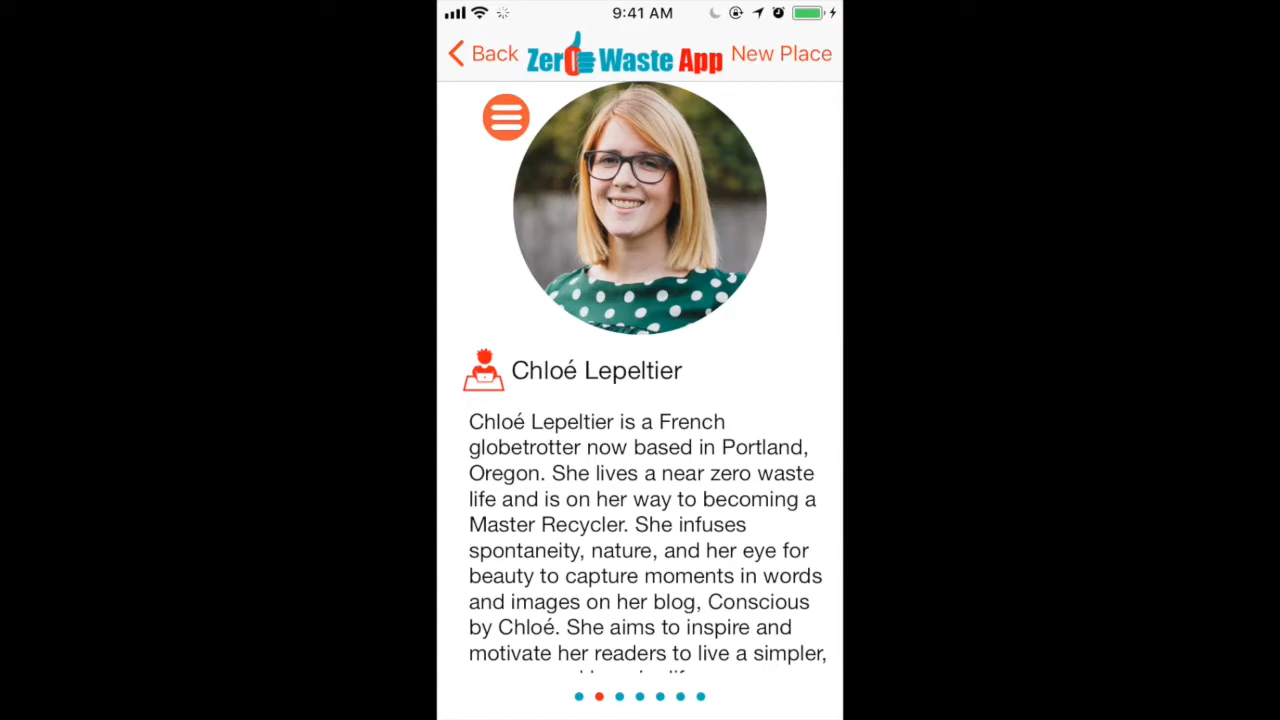 9:41 AM
Back
Zero Waste App
New Place
Chloé Lepeltier
Chloé Lepeltier is a French
globetrotter now based in Portland,
Oregon. She lives a near zero waste
life and is on her way to becoming a
Master Recycler. She infuses
spontaneity, nature, and her eye for
beauty to capture moments in words
and images on her blog, Conscious
by Chloé. She aims to inspire and
motivate her readers to live a simpler,